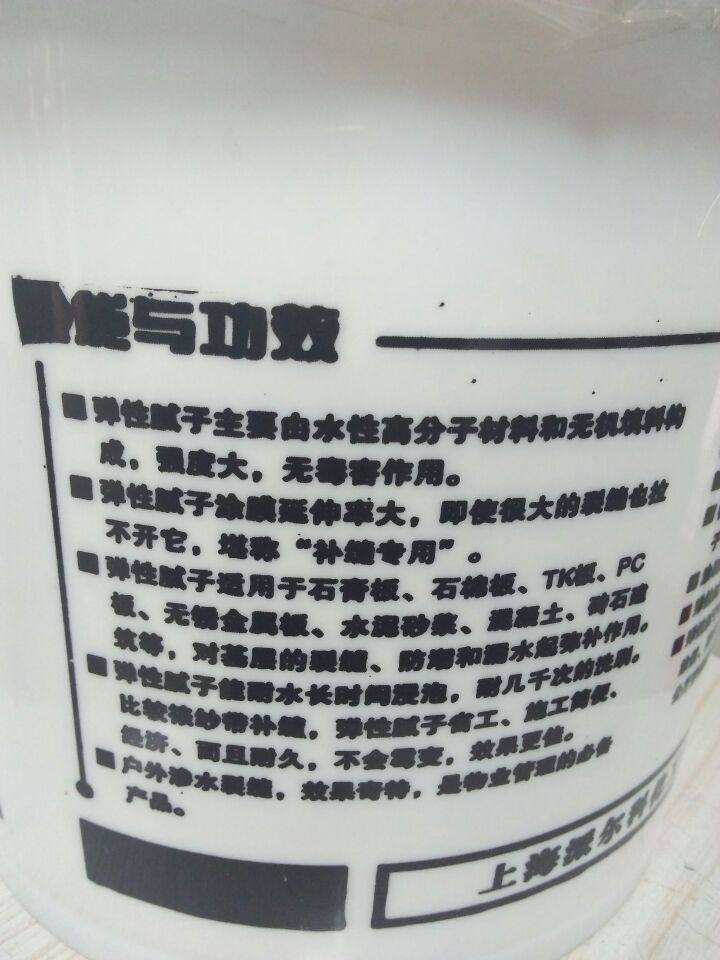 能与功效
■ 弹性腻子主要由水性高分子材料和无机填料构
成，强度大，无毒害作用。
■ 弹性腻子涂膜延伸率大，即使很大的裂缝也拉
不开它，堪称“补缝专用”。
■ 弹性腻子适用于石膏板、石棉板、TK板、PC
板、无锈金属板、水泥砂浆、混凝土、砖石建
筑等，对基层的裂缝、防潮和漏水起弥补作用。
■ 弹性腻子能耐水长时间浸泡，耐几千次的洗刷。
比较被纱带补缝，弹性腻子省工、施工简便、
经济、而且耐久，不会霉变，效果更佳。
■ 户外渗水裂缝，效果奇特，是物业管理的必备
产品。
上海派尔科